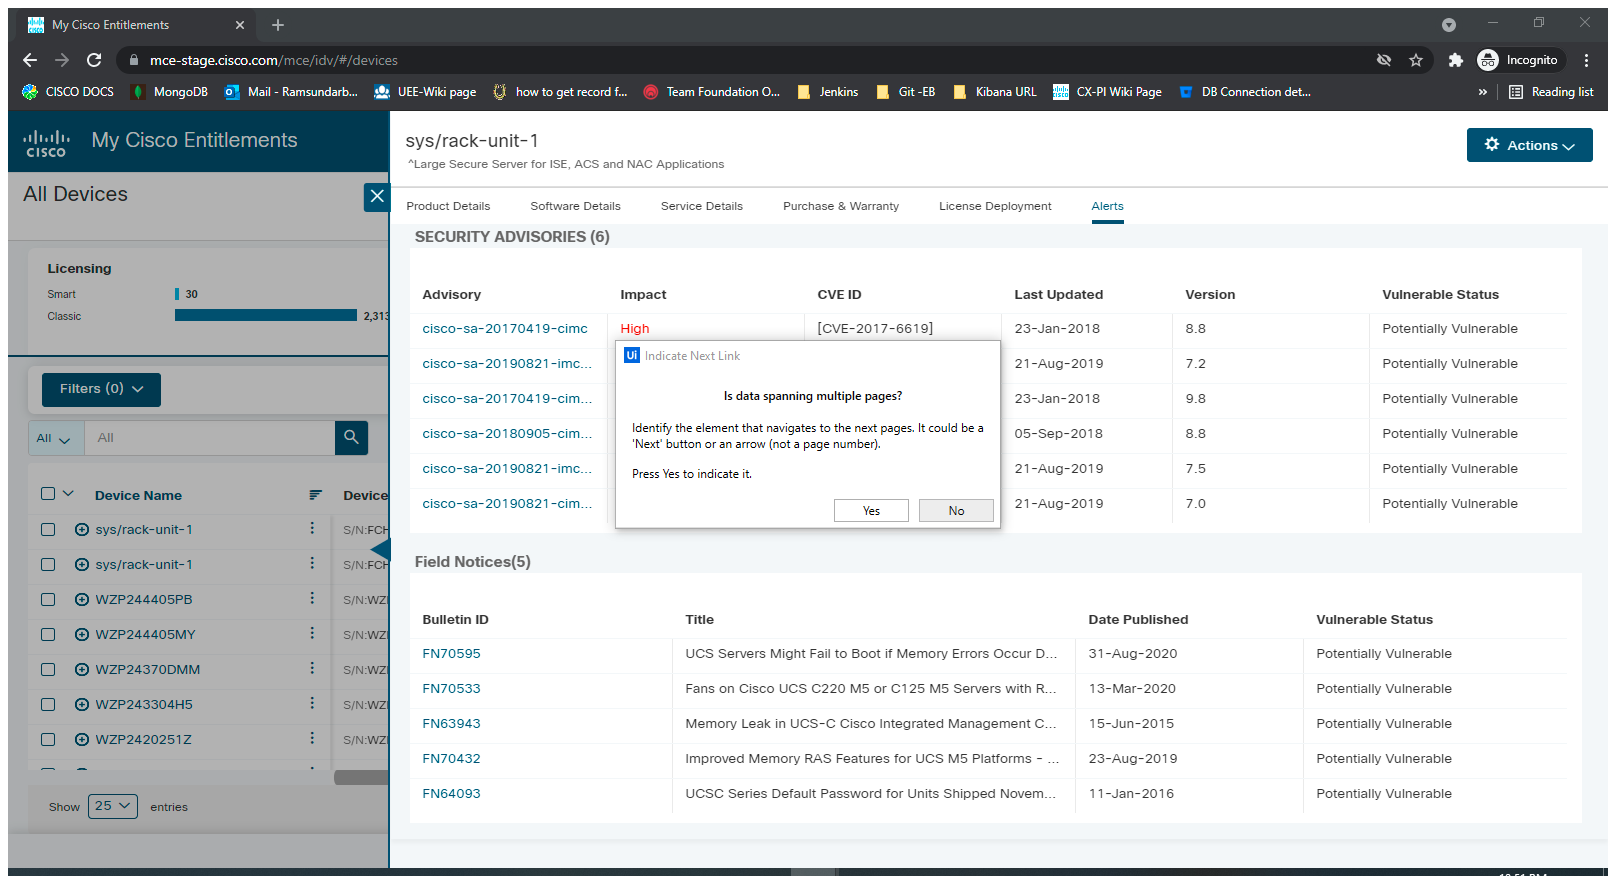 My Cisco Entitlements
mce-stage.cisco.com/mce/idv/#/devices
Incognito
CISCO DOCS
MongoDB
Mail - Ramsundarb...
UEE-Wiki page
how to get record f...
Team Foundation O...
Jenkins
Git -EB
Kibana URL
CX-PI Wiki Page
DB Connection det...
»
Reading list
CISCO
My Cisco Entitlements
All Devices
Licensing
Smart 30
Classic 2,313
Filters (0)
All All
Device Name Device
sys/rack-unit-1 S/N:FCH
sys/rack-unit-1 S/N:FCH
WZP244405PB S/N:WZI
WZP244405MY S/N:WZI
WZP24370DMM S/N:WZI
WZP243304H5 S/N:WZI
WZP2420251Z S/N:WZI
Show 25 entries
sys/rack-unit-1
^Large Secure Server for ISE, ACS and NAC Applications
Actions
Product Details Software Details Service Details Purchase & Warranty License Deployment Alerts
SECURITY ADVISORIES (6)
Advisory Impact CVE ID Last Updated Version Vulnerable Status
cisco-sa-20170419-cimc High [CVE-2017-6619] 23-Jan-2018 8.8 Potentially Vulnerable
cisco-sa-20190821-imc... 21-Aug-2019 7.2 Potentially Vulnerable
cisco-sa-20170419-cim... 23-Jan-2018 9.8 Potentially Vulnerable
cisco-sa-20180905-cim... 05-Sep-2018 8.8 Potentially Vulnerable
cisco-sa-20190821-imc... 21-Aug-2019 7.5 Potentially Vulnerable
cisco-sa-20190821-cim... 21-Aug-2019 7.0 Potentially Vulnerable
Ui Indicate Next Link
Is data spanning multiple pages?
Identify the element that navigates to the next pages. It could be a
'Next' button or an arrow (not a page number).
Press Yes to indicate it.
Yes No
Field Notices(5)
Bulletin ID Title Date Published Vulnerable Status
FN70595 UCS Servers Might Fail to Boot if Memory Errors Occur D... 31-Aug-2020 Potentially Vulnerable
FN70533 Fans on Cisco UCS C220 M5 or C125 M5 Servers with R... 13-Mar-2020 Potentially Vulnerable
FN63943 Memory Leak in UCS-C Cisco Integrated Management C... 15-Jun-2015 Potentially Vulnerable
FN70432 Improved Memory RAS Features for UCS M5 Platforms - ... 23-Aug-2019 Potentially Vulnerable
FN64093 UCSC Series Default Password for Units Shipped Novem... 11-Jan-2016 Potentially Vulnerable